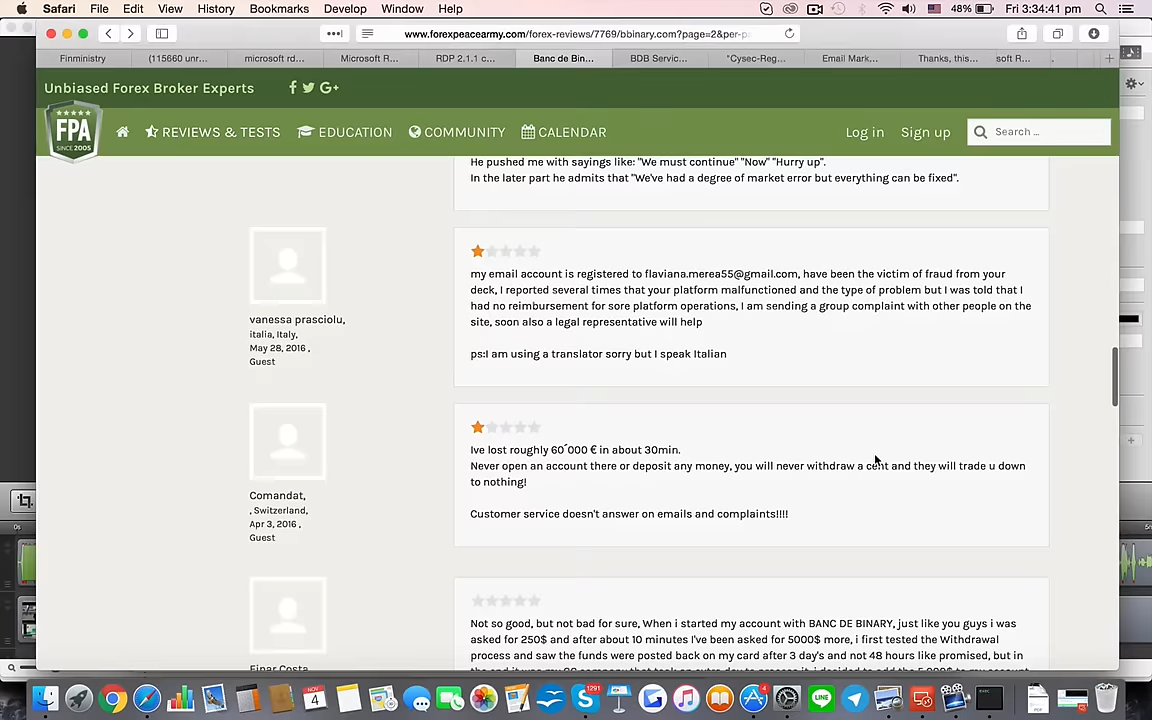 Safari File Edit View History Bookmarks Develop Window Help 48% Fri 3:34:41 pm
www.forexpeacearmy.com/forex-reviews/7769/bbinary.com?page=2&per-p
Finministry (115660 unr... microsoft rd... Microsoft R... RDP 2.1.1 c... Banc de Bin... BDB Servic... "Cysec-Reg... Email Mark... Thanks, this... soft R...
Unbiased Forex Broker Experts
FPA
SINCE 2005
REVIEWS & TESTS EDUCATION COMMUNITY CALENDAR Log in Sign up Search ...
He pushed me with sayings like: "We must continue" "Now" "Hurry up".
In the later part he admits that "We've had a degree of market error but everything can be fixed".
my email account is registered to flaviana.merea55@gmail.com, have been the victim of fraud from your
deck, I reported several times that your platform malfunctioned and the type of problem but I was told that I
had no reimbursement for sore platform operations, I am sending a group complaint with other people on the
site, soon also a legal representative will help
ps:I am using a translator sorry but I speak Italian
vanessa prasciolu,
italia, Italy,
May 28, 2016 ,
Guest
Ive lost roughly 60´000 € in about 30min.
Never open an account there or deposit any money, you will never withdraw a cent and they will trade u down
to nothing!
Customer service doesn't answer on emails and complaints!!!!
Comandat,
, Switzerland,
Apr 3, 2016 ,
Guest
Not so good, but not bad for sure, When i started my account with BANC DE BINARY, just like you guys i was
asked for 250$ and after about 10 minutes I've been asked for 5000$ more, i first tested the Withdrawal
process and saw the funds were posted back on my card after 3 day's and not 48 hours like promised, but in
Einar Costa
NOV
4
1291
4